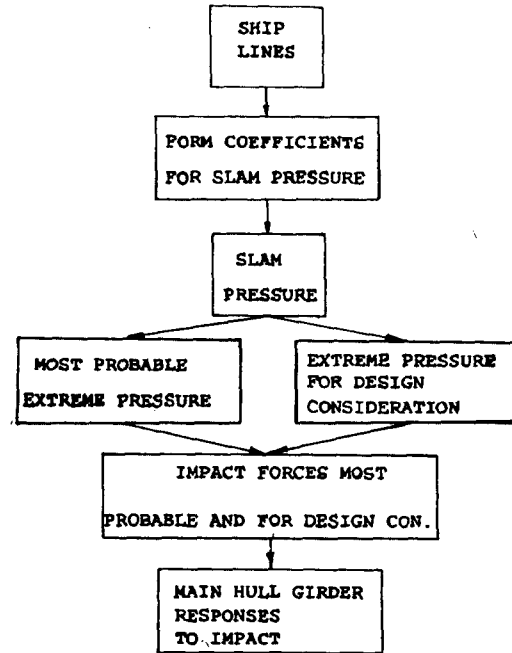 SHIP
LINES
FORM COEFFICIENTS
FOR SLAM PRESSURE
SLAM
PRESSURE
MOST PROBABLE
EXTREME PRESSURE
EXTREME PRESSURE
FOR DESIGN
CONSIDERATION
IMPACT FORCES MOST
PROBABLE AND FOR DESIGN CON.
MAIN HULL GIRDER
RESPONSES
TO IMPACT